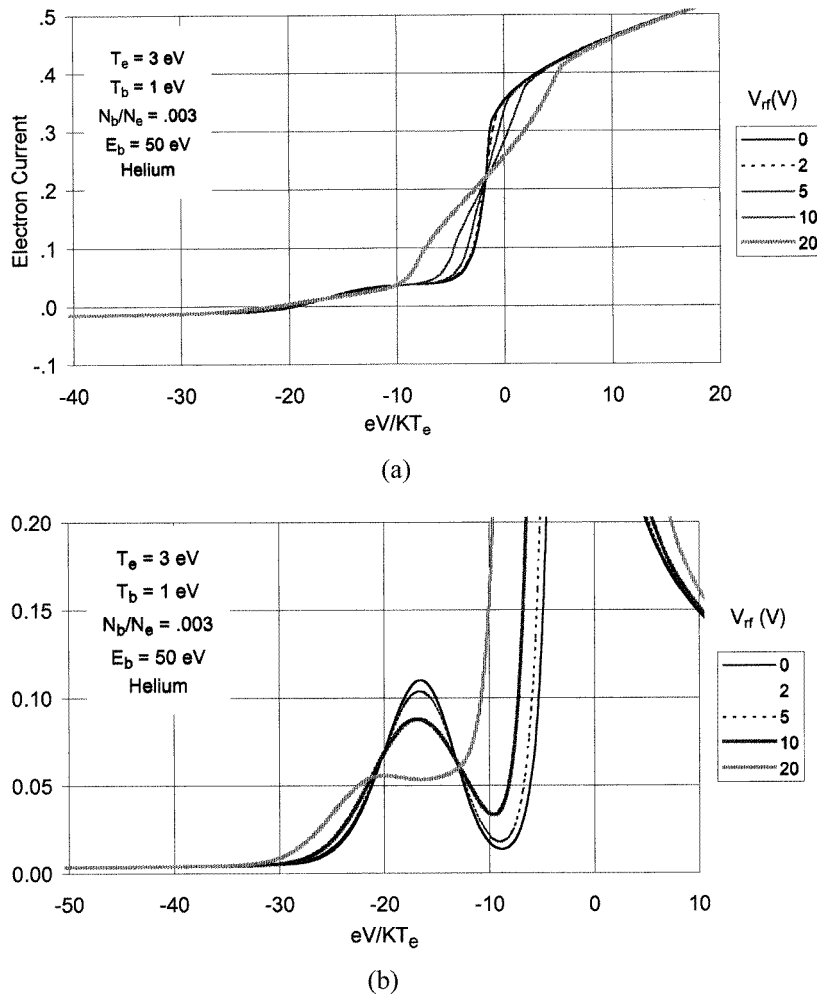 .5
.4
.3
.2
.1
.0
-.1
Electron Current
T_e = 3 eV
T_b = 1 eV
N_b/N_e = .003
E_b = 50 eV
Helium
V_rf(V)
0
2
5
10
20
-40 -30 -20 -10 0 10 20
eV/KT_e
(a)
0.20
0.15
0.10
0.05
0.00
T_e = 3 eV
T_b = 1 eV
N_b/N_e = .003
E_b = 50 eV
Helium
V_rf (V)
0
2
5
10
20
-50 -40 -30 -20 -10 0 10
eV/KT_e
(b)